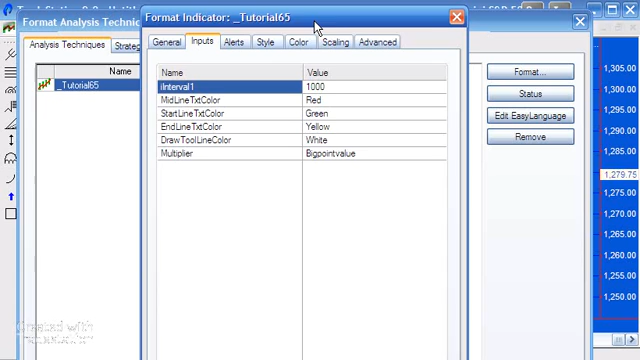 Format Indicator: _Tutorial65
Format Analysis Techn
General Inputs Alerts Style Color Scaling Advanced
Analysis Techniques Strateg
Name
_Tutorial65
Name Value
iInterval1 1000
MidLineTxtColor Red
StartLineTxtColor Green
EndLineTxtColor Yellow
DrawToolLineColor White
Multiplier Bigpointvalue
Format...
Status
Edit EasyLanguage
Remove
1,305.00
1,300.00
1,295.00
1,290.00
1,285.00
1,279.75
1,275.00
1,270.00
1,265.00
1,260.00
1,255.00
1,250.00
Created with